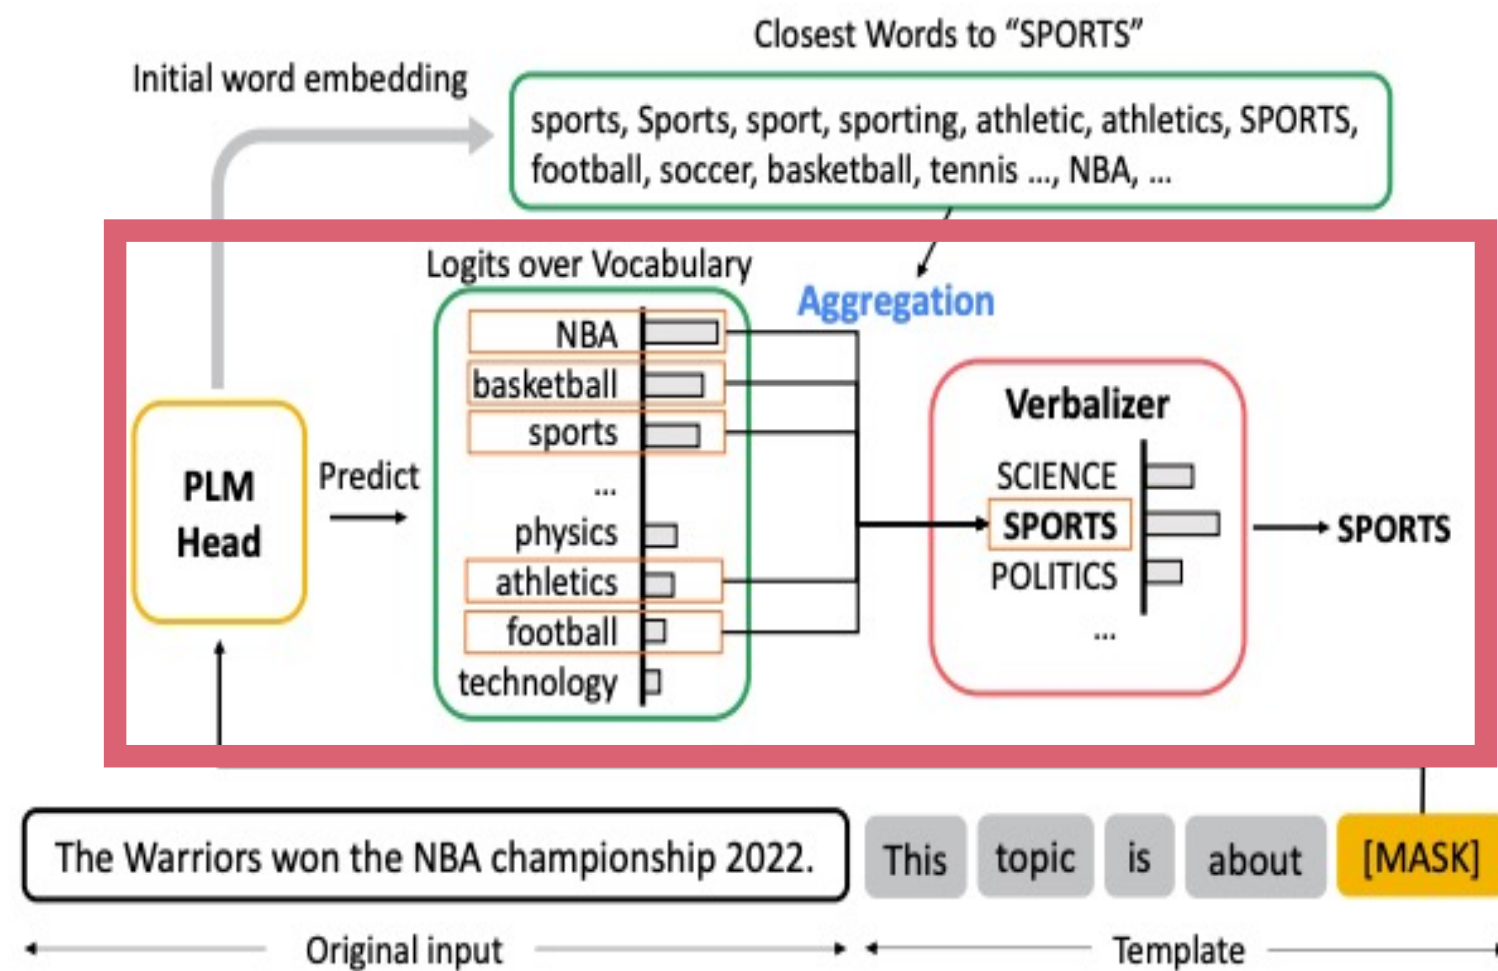 Closest Words to “SPORTS”
Initial word embedding
sports, Sports, sport, sporting, athletic, athletics, SPORTS,
football, soccer, basketball, tennis ..., NBA, ...
Logits over Vocabulary
Aggregation
NBA
basketball
sports
...
physics
athletics
football
technology
PLM
Head
Predict
Verbalizer
SCIENCE
SPORTS
POLITICS
...
SPORTS
The Warriors won the NBA championship 2022.
This topic is about [MASK]
Original input
Template